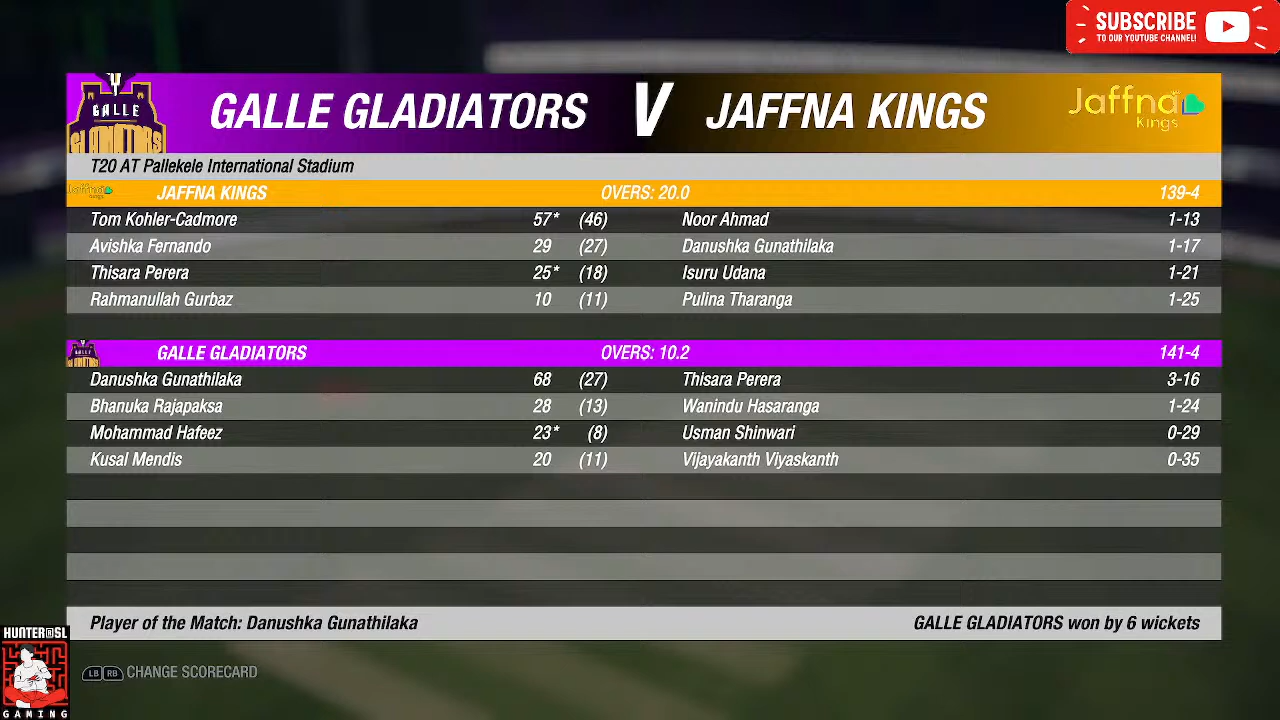 SUBSCRIBE
TO OUR YOUTUBE CHANNEL!
GALLE GLADIATORS
GALLE GLADIATORS V JAFFNA KINGS
Jaffna Kings
T20 AT Pallekele International Stadium
JAFFNA KINGS OVERS: 20.0 139-4
Tom Kohler-Cadmore 57* (46) Noor Ahmad 1-13
Avishka Fernando 29 (27) Danushka Gunathilaka 1-17
Thisara Perera 25* (18) Isuru Udana 1-21
Rahmanullah Gurbaz 10 (11) Pulina Tharanga 1-25
GALLE GLADIATORS OVERS: 10.2 141-4
Danushka Gunathilaka 68 (27) Thisara Perera 3-16
Bhanuka Rajapaksa 28 (13) Wanindu Hasaranga 1-24
Mohammad Hafeez 23* (8) Usman Shinwari 0-29
Kusal Mendis 20 (11) Vijayakanth Viyaskanth 0-35
Player of the Match: Danushka Gunathilaka GALLE GLADIATORS won by 6 wickets
LB RB CHANGE SCORECARD
GAMING